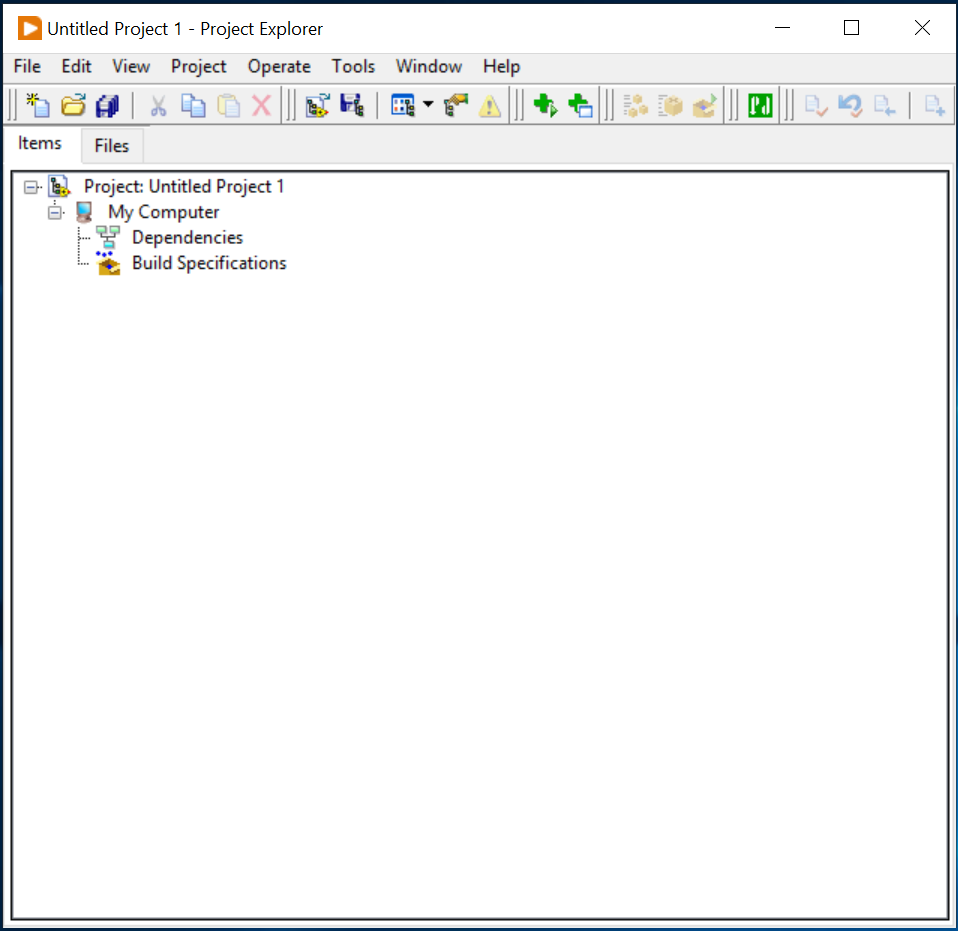 Untitled Project 1 - Project Explorer
File Edit View Project Operate Tools Window Help
Items Files
Project: Untitled Project 1
My Computer
Dependencies
Build Specifications